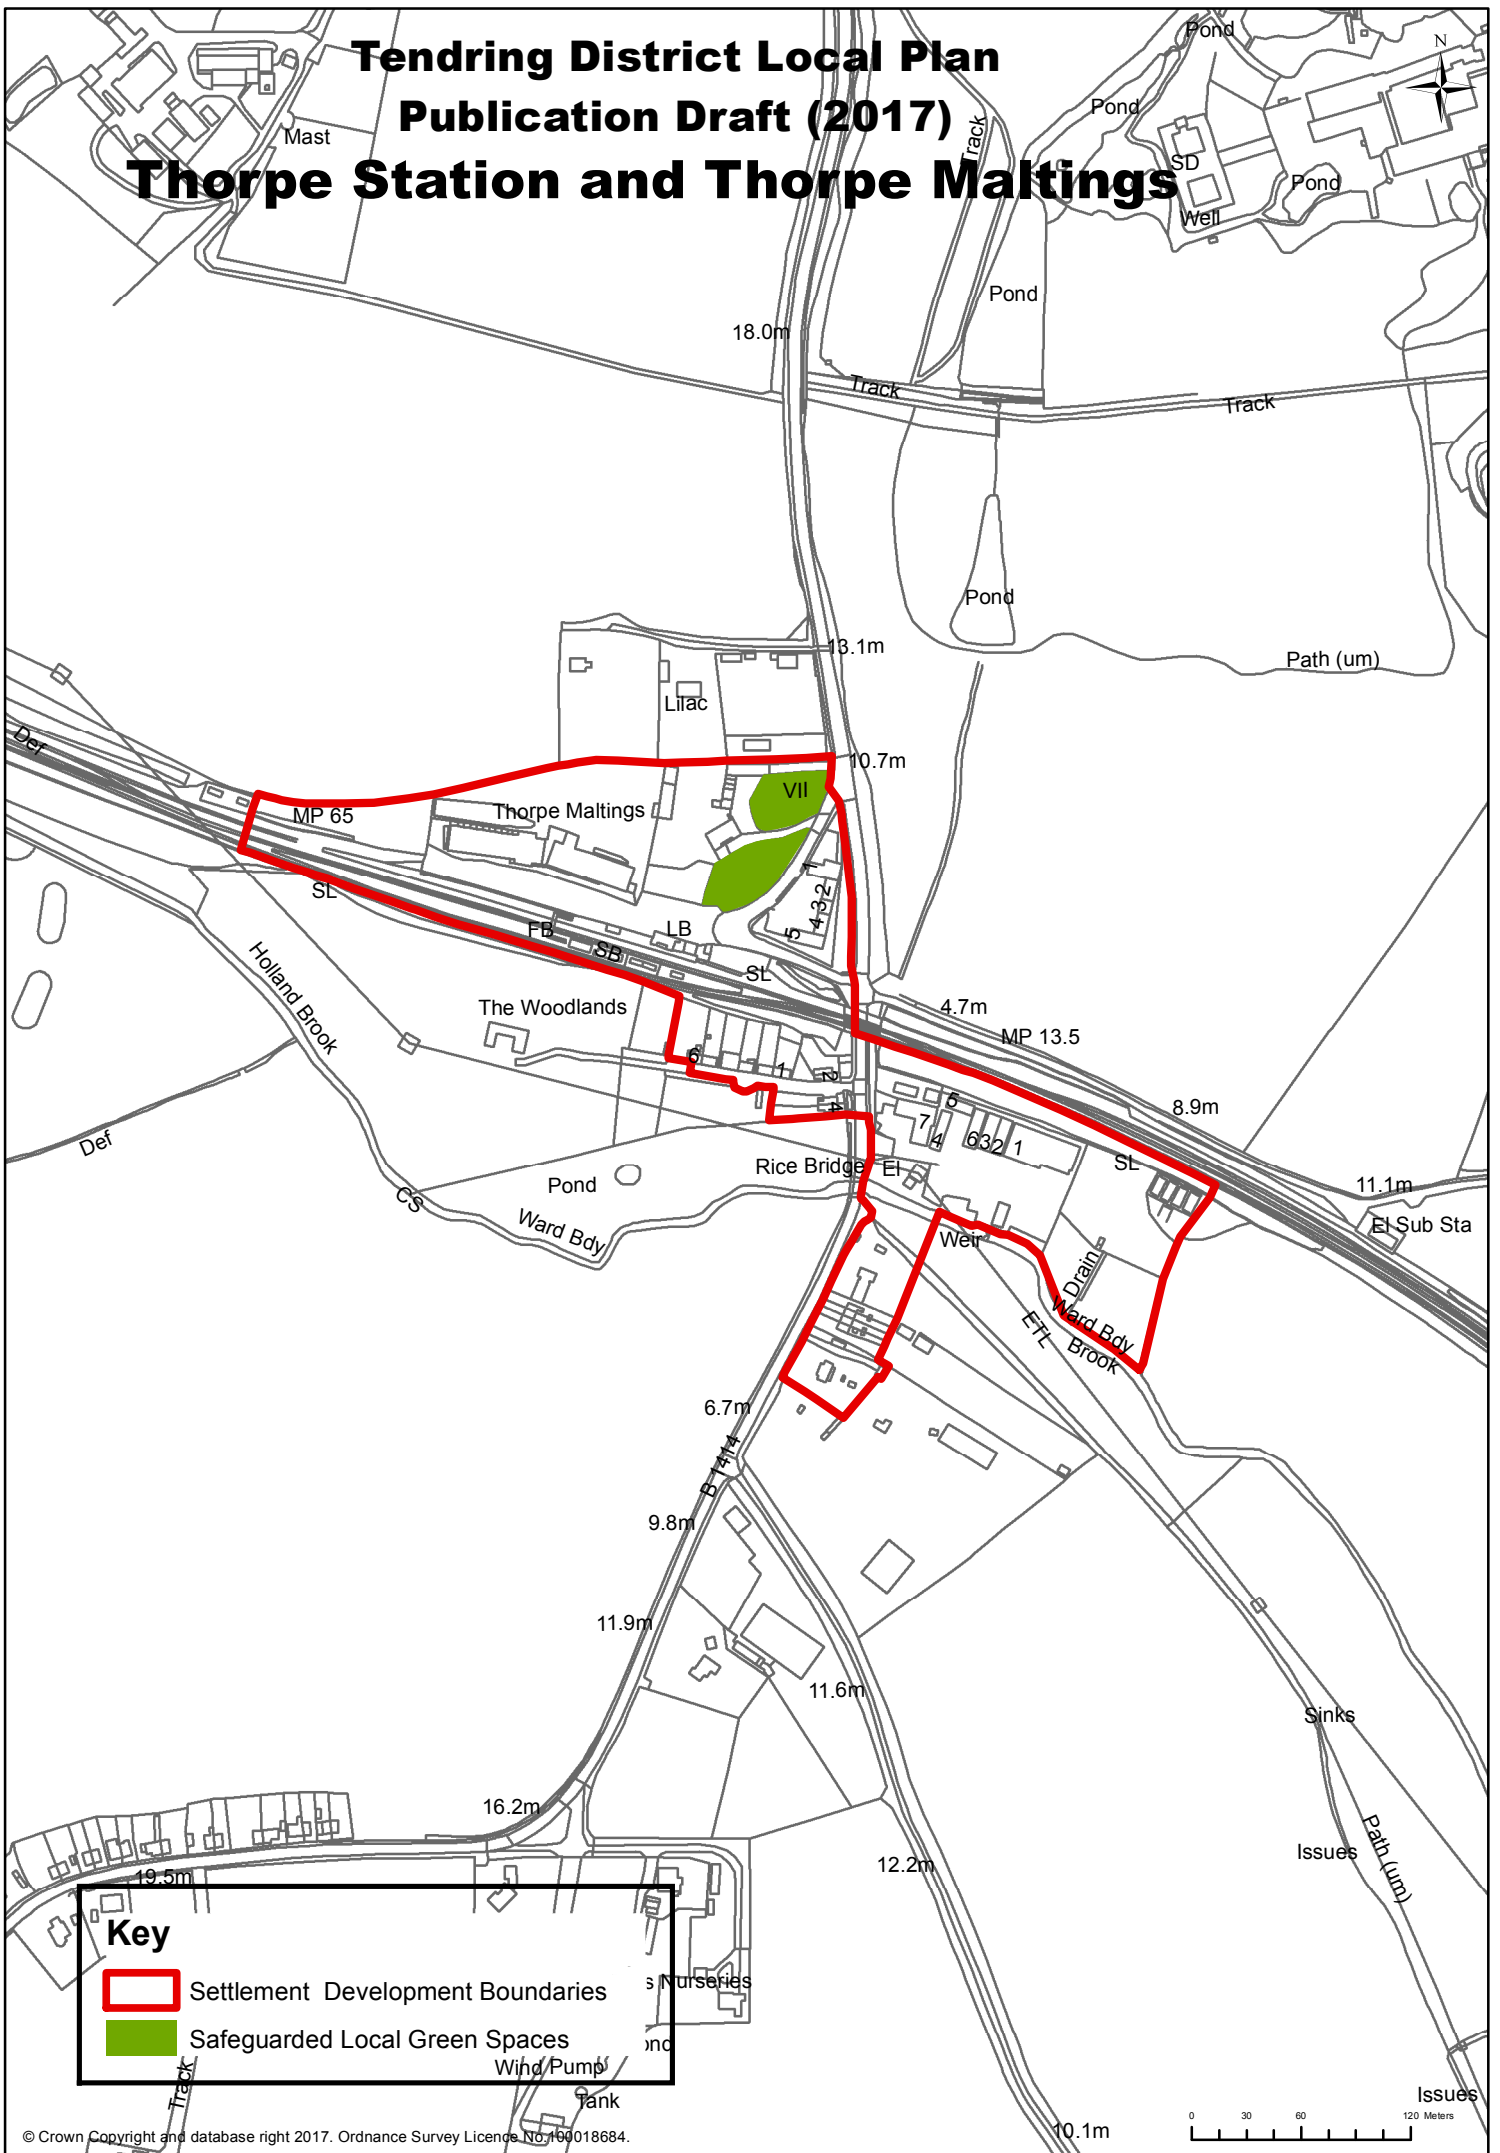 Tendring District Local Plan
Publication Draft (2017)
Thorpe Station and Thorpe Maltings
Pond
N
Pond
Track
Mast
SD
Pond
Well
Pond
18.0m
Track
Track
Pond
13.1m
Path (um)
Lilac
Def
10.7m
Vll
MP 65
Thorpe Maltings
1
SL
2
3
4
5
FB
LB
SB
SL
Holland Brook
The Woodlands
4.7m
MP 13.5
6
1
2
4
5
8.9m
7
4
6
3
2
1
Def
Rice Bridge
El
SL
Pond
CS
11.1m
Ward Bdy
El Sub Sta
Weir
Drain
Ward Bdy
ETL
Brook
6.7m
B 1414
9.8m
11.9m
11.6m
Sinks
16.2m
Issues
Path (um)
12.2m
19.5m
Key
Settlement  Development Boundaries
s Nurseries
Safeguarded Local Green Spaces
ond
Wind Pump
Track
Tank
Issues
0 30 60 120 Meters
10.1m
© Crown Copyright and database right 2017. Ordnance Survey Licence No.100018684.